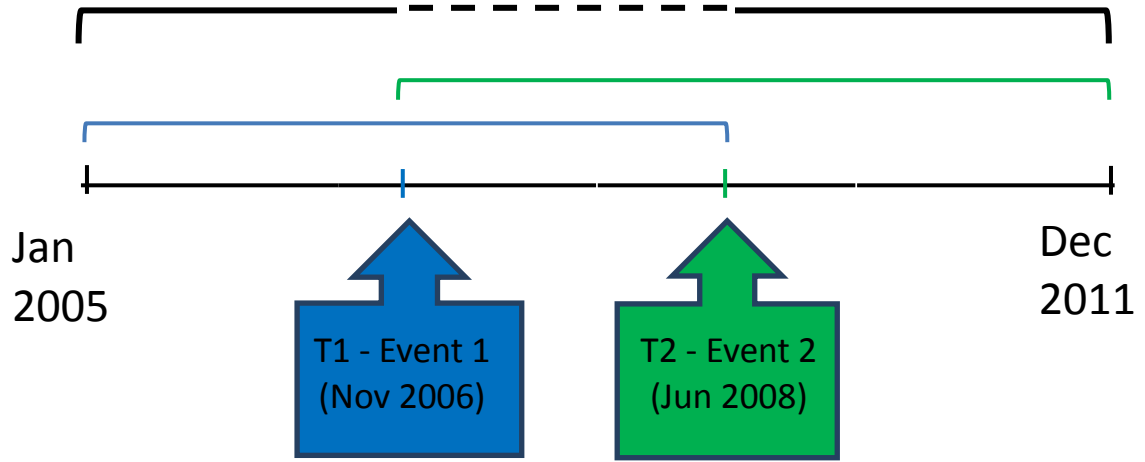 Jan
2005
Dec
2011
T1 - Event 1
(Nov 2006)
T2 - Event 2
(Jun 2008)